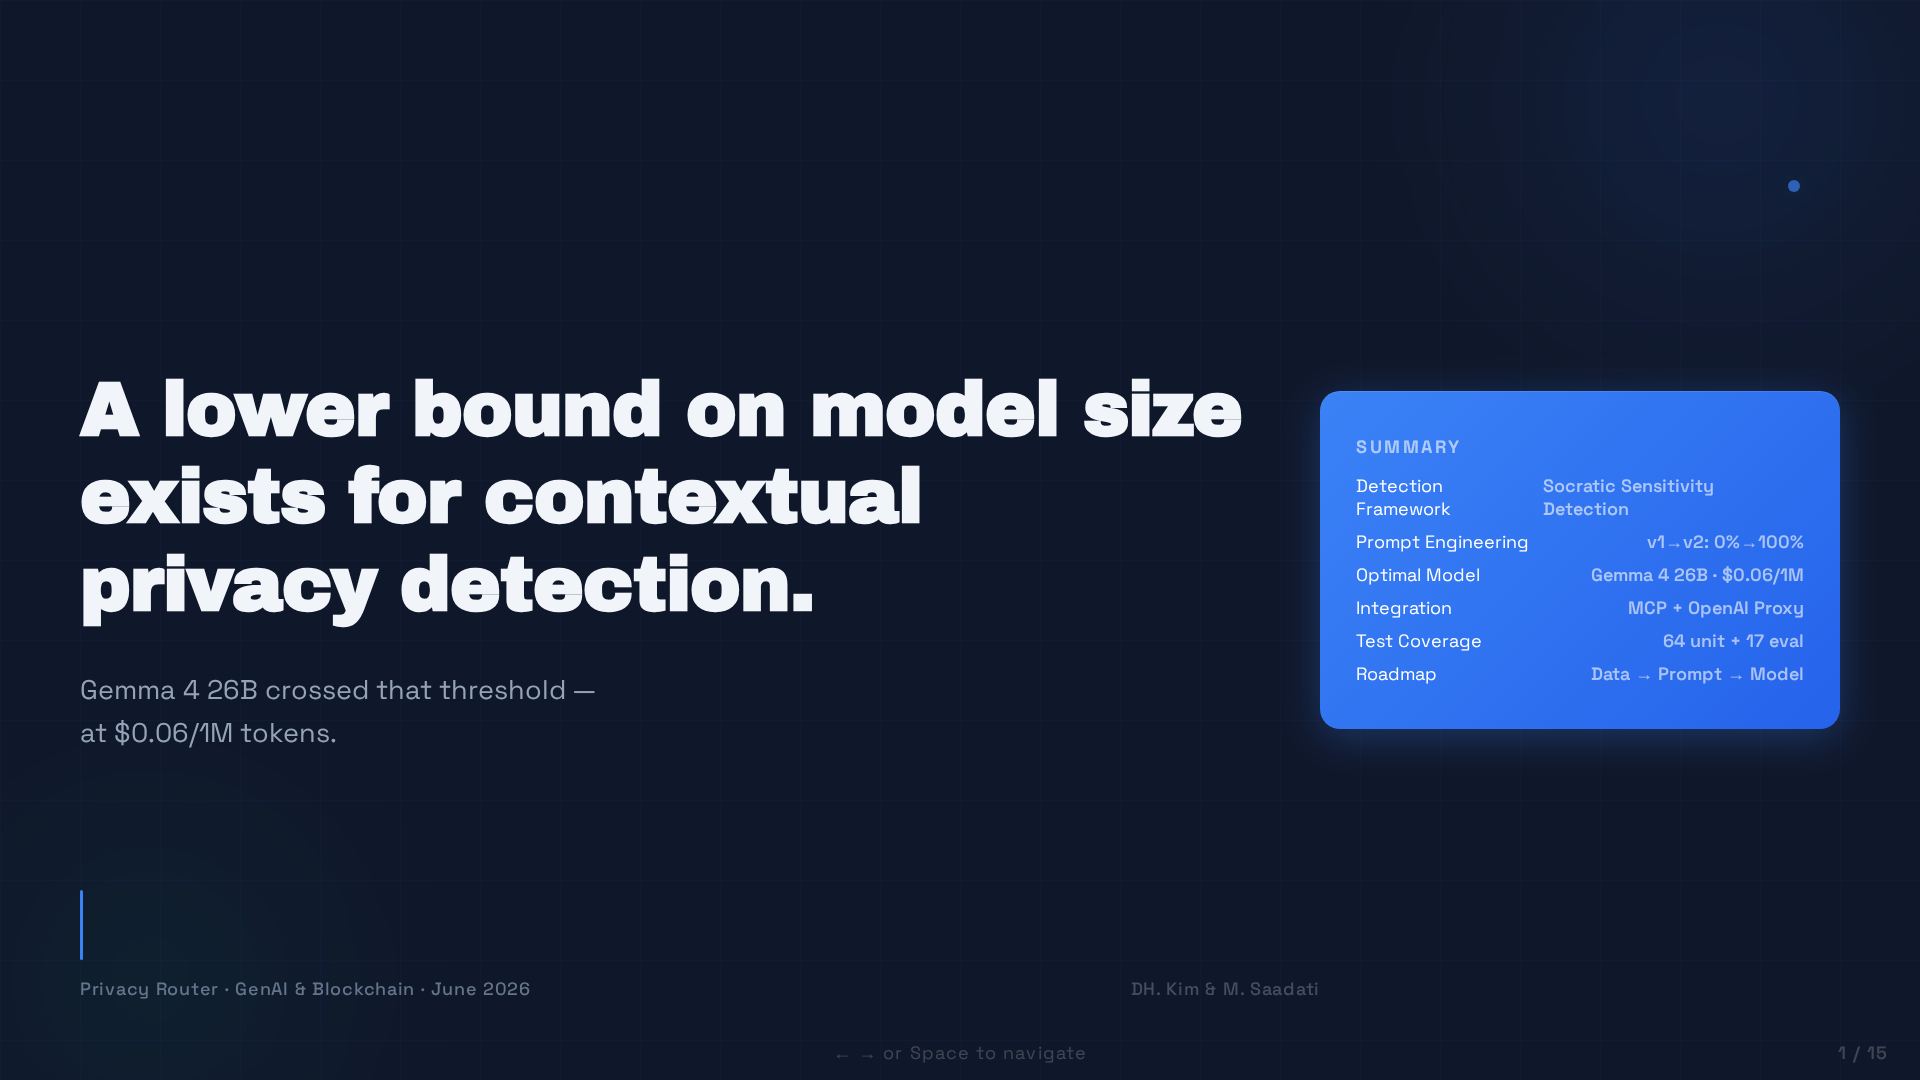 A lower bound on model size
exists for contextual
privacy detection.
Gemma 4 26B crossed that threshold —
at $0.06/1M tokens.
SUMMARY
Detection Framework Socratic Sensitivity Detection
Prompt Engineering v1→v2: 0%→100%
Optimal Model Gemma 4 26B · $0.06/1M
Integration MCP + OpenAI Proxy
Test Coverage 64 unit + 17 eval
Roadmap Data → Prompt → Model
Privacy Router · GenAI & Blockchain · June 2026
DH. Kim & M. Saadati
← → or Space to navigate
1 / 15